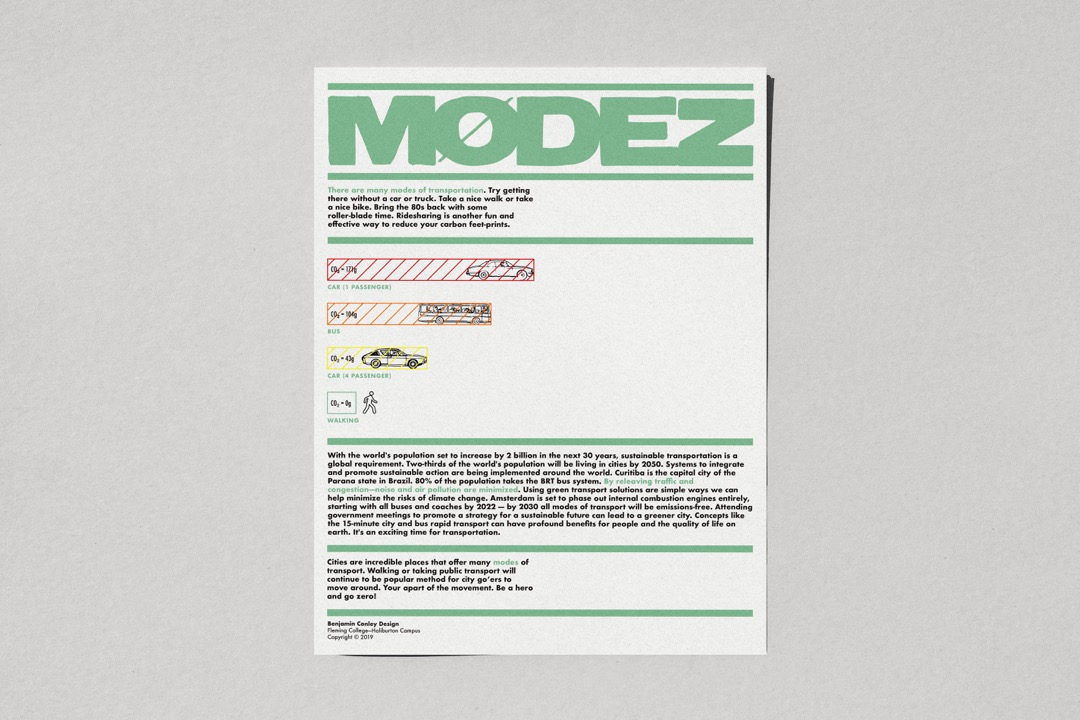 MØDEZ
There are many modes of transportation. Try getting
there without a car or truck. Take a nice walk or take
a nice bike. Bring the 80s back with some
roller-blade time. Ridesharing is another fun and
effective way to reduce your carbon feet-prints.
CO₂ = 171g
CAR (1 PASSENGER)
CO₂ = 104g
BUS
CO₂ = 43g
CAR (4 PASSENGER)
CO₂ = 0g
WALKING
With the world's population set to increase by 2 billion in the next 30 years, sustainable transportation is a
global requirement. Two-thirds of the world's population will be living in cities by 2050. Systems to integrate
and promote sustainable action are being implemented around the world. Curitiba is the capital city of the
Parana state in Brazil. 80% of the population takes the BRT bus system. By releaving traffic and
congestion—noise and air pollution are minimized. Using green transport solutions are simple ways we can
help minimize the risks of climate change. Amsterdam is set to phase out internal combustion engines entirely,
starting with all buses and coaches by 2022 — by 2030 all modes of transport will be emissions-free. Attending
government meetings to promote a strategy for a sustainable future can lead to a greener city. Concepts like
the 15-minute city and bus rapid transport can have profound benefits for people and the quality of life on
earth. It's an exciting time for transportation.
Cities are incredible places that offer many modes of
transport. Walking or taking public transport will
continue to be popular method for city go'ers to
move around. Your apart of the movement. Be a hero
and go zero!
Benjamin Conley Design
Fleming College—Haliburton Campus
Copyright © 2019